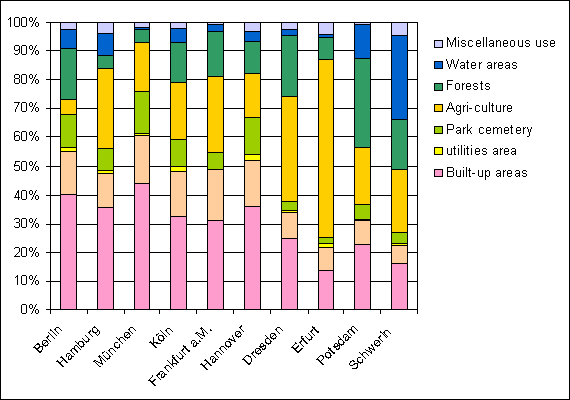 100%
90%
80%
70%
60%
50%
40%
30%
20%
10%
0%
Berlin
Hamburg
München
Köln
Frankfurt a.M.
Hannover
Dresden
Erfurt
Potsdam
Schwerin
Miscellaneous use
Water areas
Forests
Agri-culture
Park cemetery
utilities area
Built-up areas